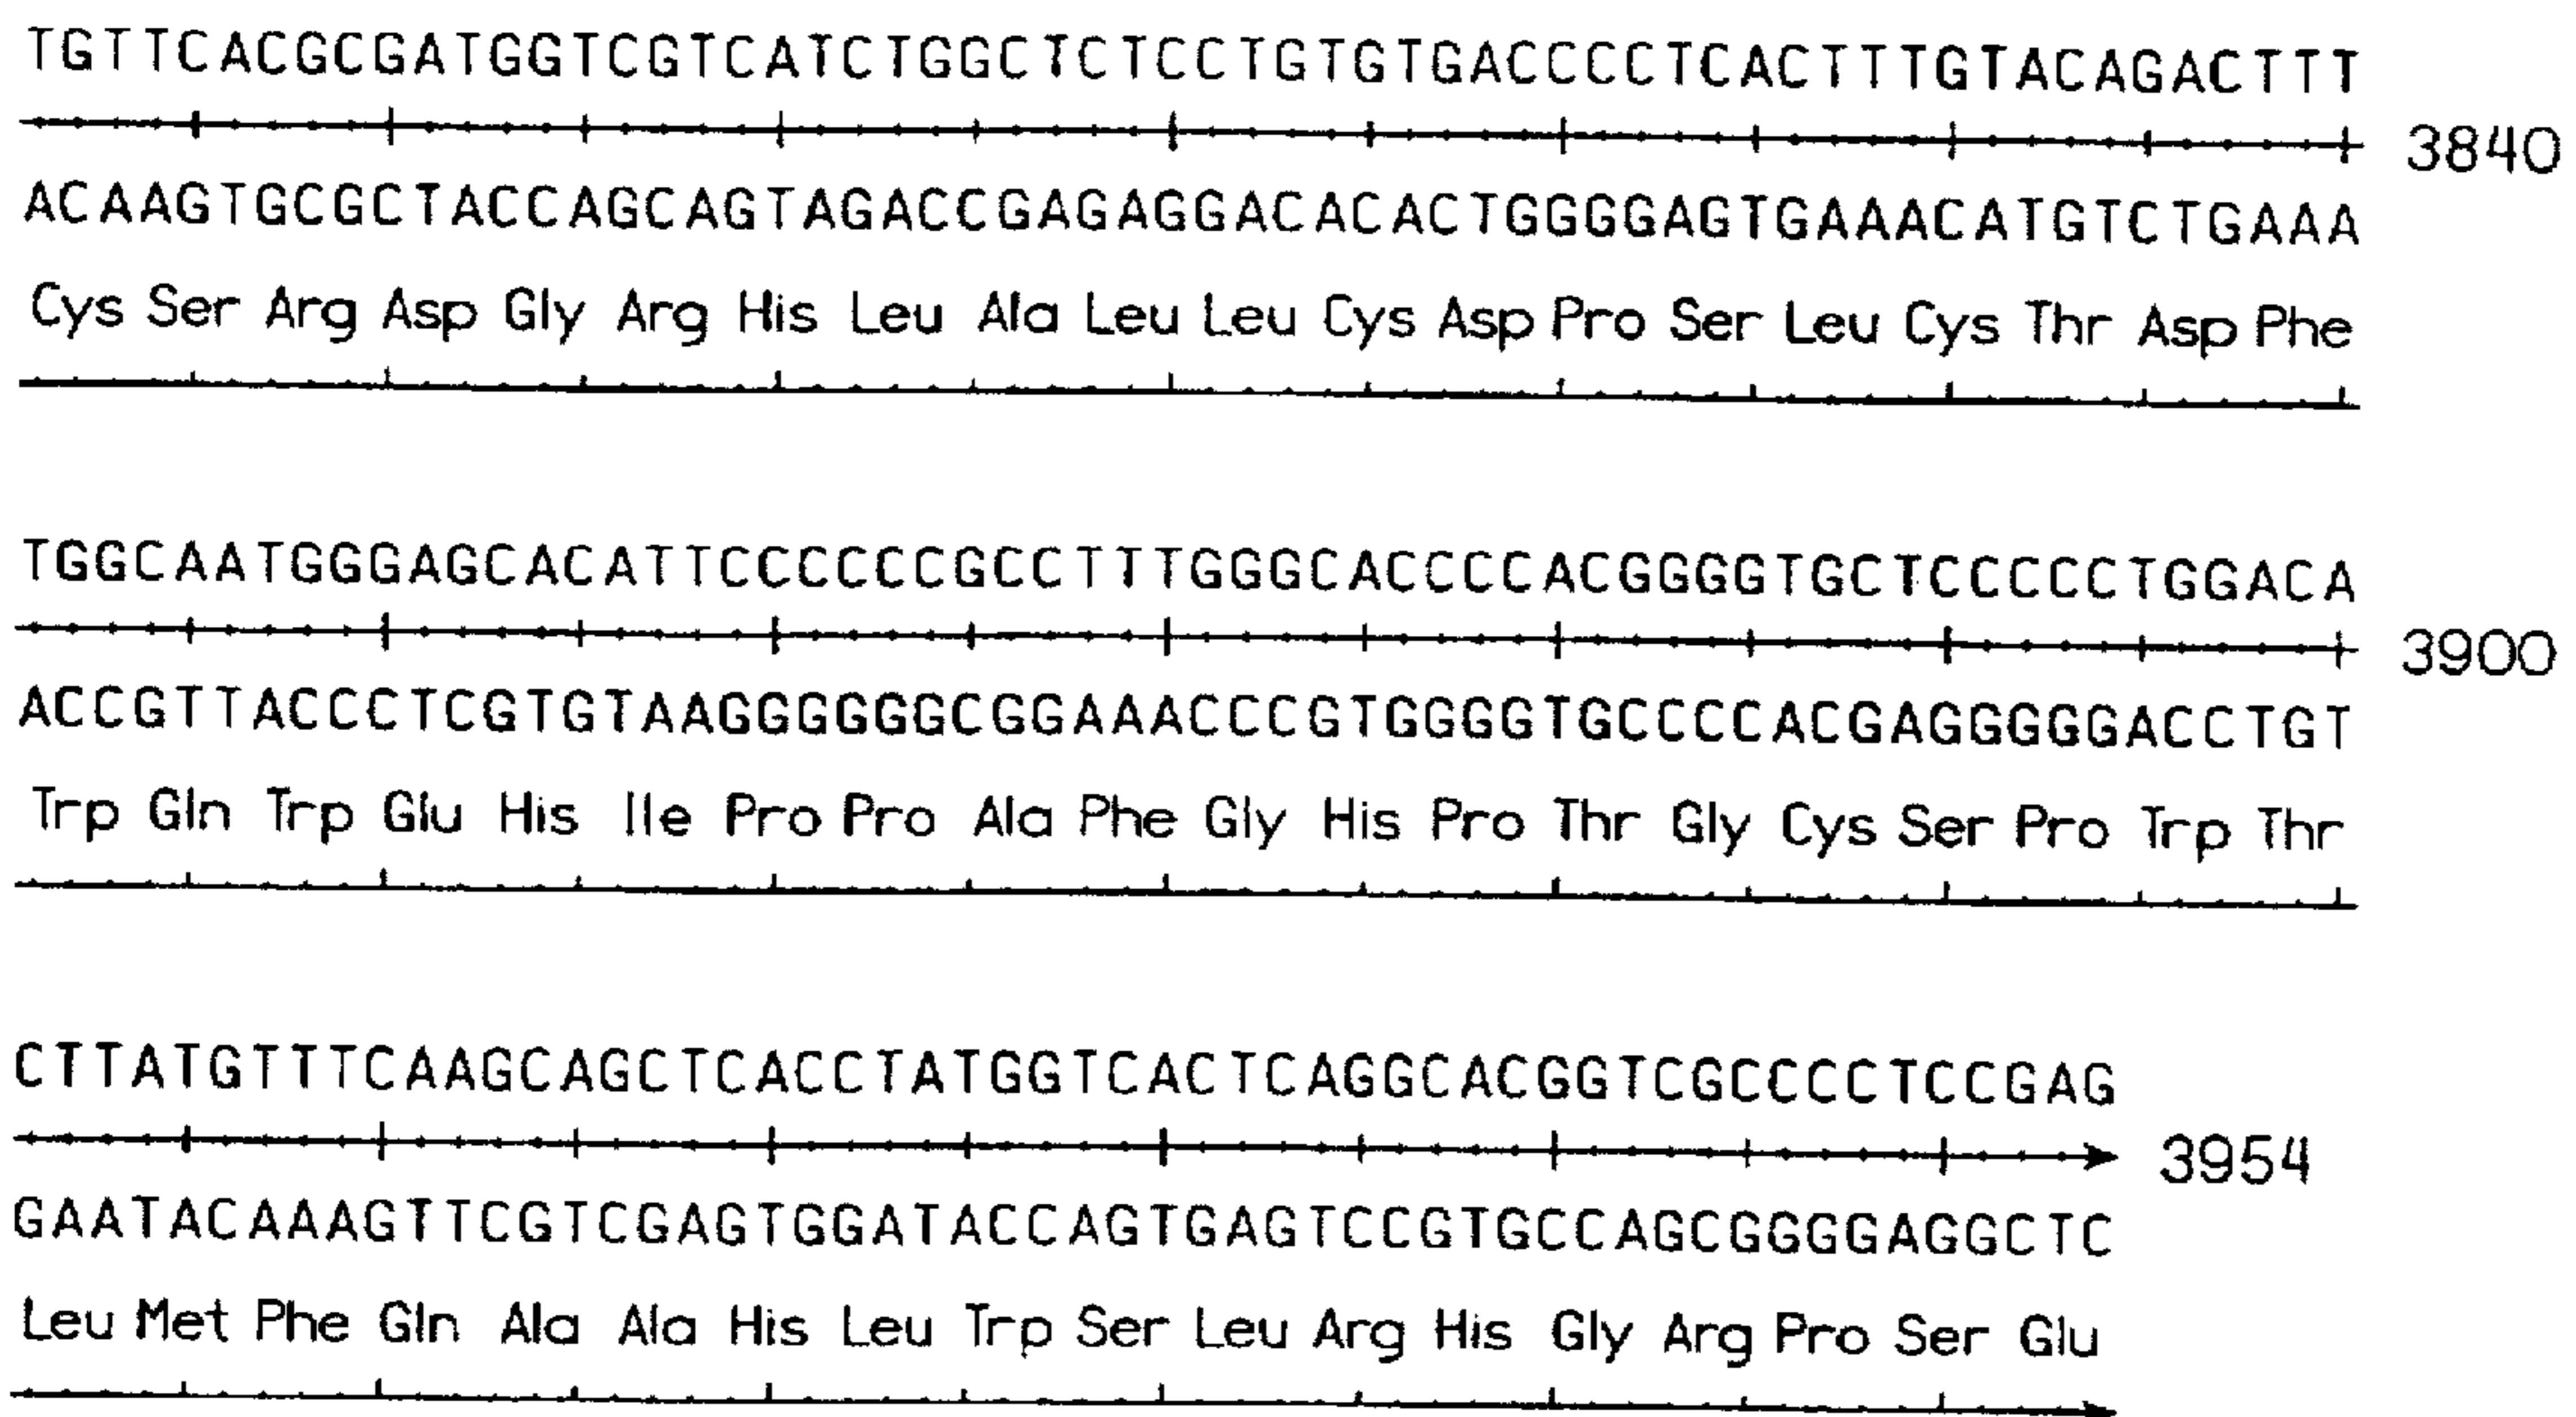 TGTTCACGCGATGGTCGTCATCTGGCTCTCCTGTGTGACCCCTCACTTTGTACAGACTTT
3840
ACAAGTGCGCTACCAGCAGTAGACCGAGAGGACACACTGGGGAGTGAAACATGTCTGAAA
Cys Ser Arg Asp Gly Arg His Leu Ala Leu Leu Cys Asp Pro Ser Leu Cys Thr Asp Phe
TGGCAATGGGAGCACATTCCCCCCGCCTTTGGGCACCCCACGGGGTGCTCCCCCTGGACA
3900
ACCGTTACCCTCGTGTAAGGGGGGCGGAAACCCGTGGGGTGCCCCACGAGGGGGACCTGT
Trp Gln Trp Glu His Ile Pro Pro Ala Phe Gly His Pro Thr Gly Cys Ser Pro Trp Thr
CTTATGTTTCAAGCAGCTCACCTATGGTCACTCAGGCACGGTCGCCCCTCCGAG
3954
GAATACAAAGTTCGTCGAGTGGATACCAGTGAGTCCGTGCCAGCGGGGAGGCTC
Leu Met Phe Gln Ala Ala His Leu Trp Ser Leu Arg His Gly Arg Pro Ser Glu